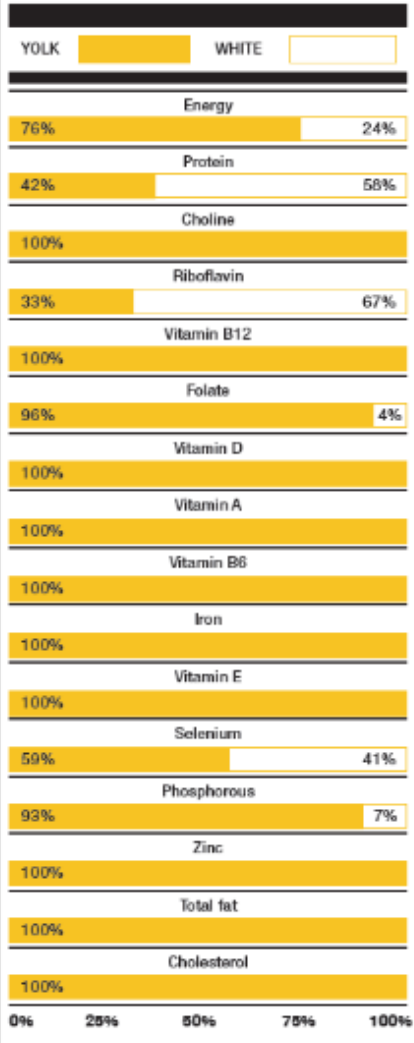 YOLK WHITE
Energy
76% 24%
Protein
42% 58%
Choline
100%
Riboflavin
33% 67%
Vitamin B12
100%
Folate
96% 4%
Vitamin D
100%
Vitamin A
100%
Vitamin B6
100%
Iron
100%
Vitamin E
100%
Selenium
59% 41%
Phosphorous
93% 7%
Zinc
100%
Total fat
100%
Cholesterol
100%
0% 25% 50% 75% 100%